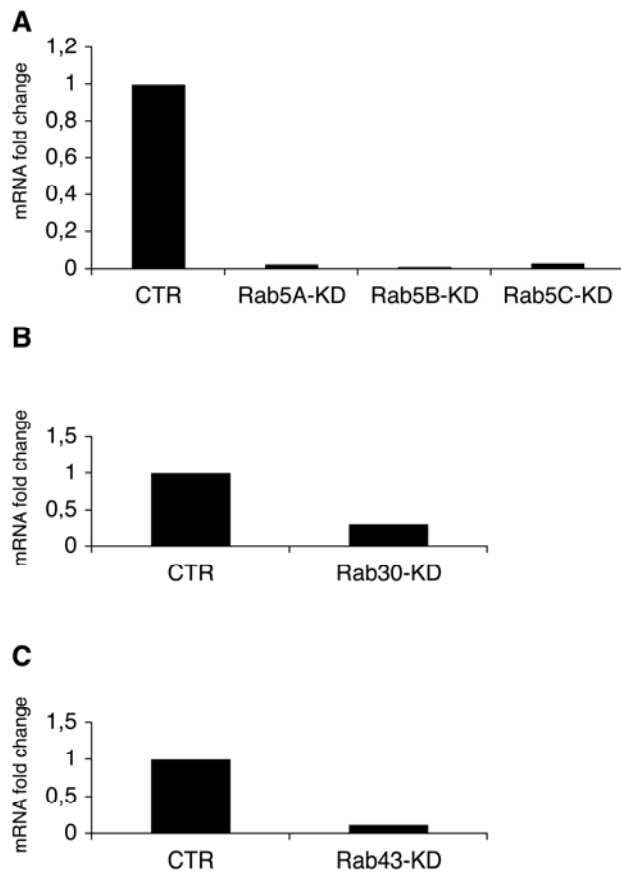 A
mRNA fold change
1,2
1
0,8
0,6
0,4
0,2
0
CTR Rab5A-KD Rab5B-KD Rab5C-KD
B
mRNA fold change
1,5
1
0,5
0
CTR Rab30-KD
C
mRNA fold change
1,5
1
0,5
0
CTR Rab43-KD